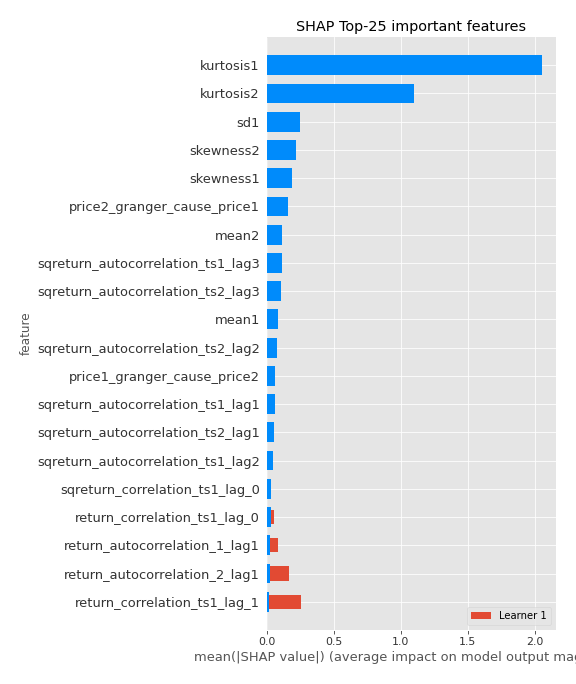 SHAP Top-25 important features
kurtosis1
kurtosis2
sd1
skewness2
skewness1
price2_granger_cause_price1
mean2
sqreturn_autocorrelation_ts1_lag3
sqreturn_autocorrelation_ts2_lag3
mean1
sqreturn_autocorrelation_ts2_lag2
price1_granger_cause_price2
sqreturn_autocorrelation_ts1_lag1
sqreturn_autocorrelation_ts2_lag1
sqreturn_autocorrelation_ts1_lag2
sqreturn_correlation_ts1_lag_0
return_correlation_ts1_lag_0
return_autocorrelation_1_lag1
return_autocorrelation_2_lag1
return_correlation_ts1_lag_1
feature
Learner 1
0.0 0.5 1.0 1.5 2.0
mean(|SHAP value|) (average impact on model output mag